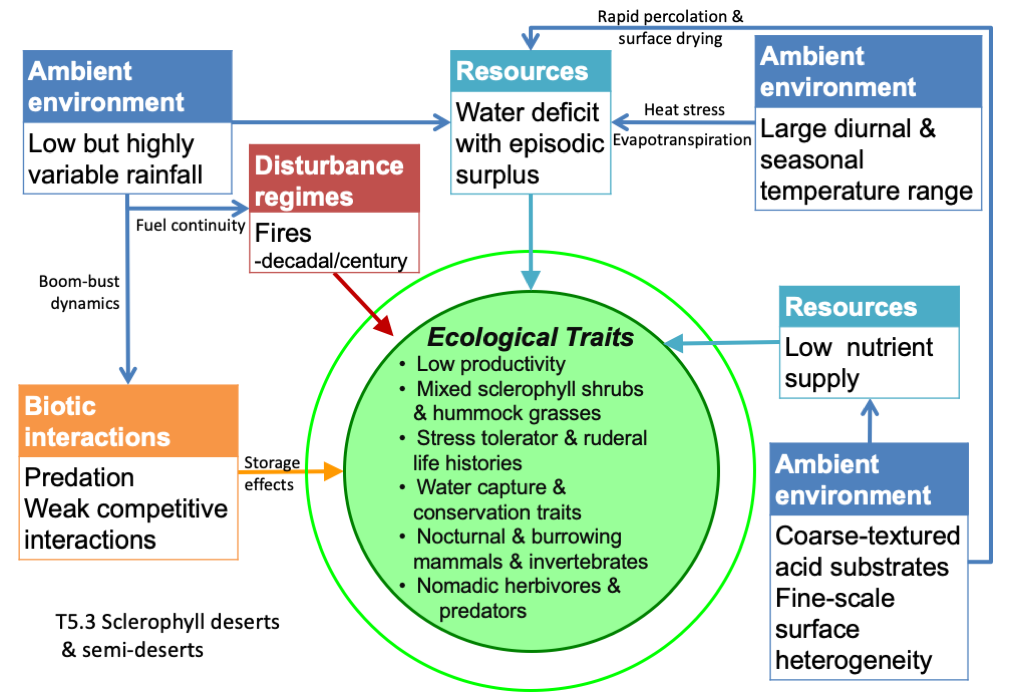 Rapid percolation &
surface drying
Ambient
environment
Low but highly
variable rainfall
Resources
Water deficit
with episodic
surplus
Heat stress
Evapotranspiration
Ambient
environment
Large diurnal &
seasonal
temperature range
Disturbance
regimes
Fires
-decadal/century
Fuel continuity
Boom-bust
dynamics
Biotic
interactions
Predation
Weak competitive
interactions
Storage
effects
Ecological Traits
• Low productivity
• Mixed sclerophyll shrubs
& hummock grasses
• Stress tolerator & ruderal
life histories
• Water capture &
conservation traits
• Nocturnal & burrowing
mammals & invertebrates
• Nomadic herbivores &
predators
Resources
Low nutrient
supply
Ambient
environment
Coarse-textured
acid substrates
Fine-scale
surface
heterogeneity
T5.3 Sclerophyll deserts
& semi-deserts